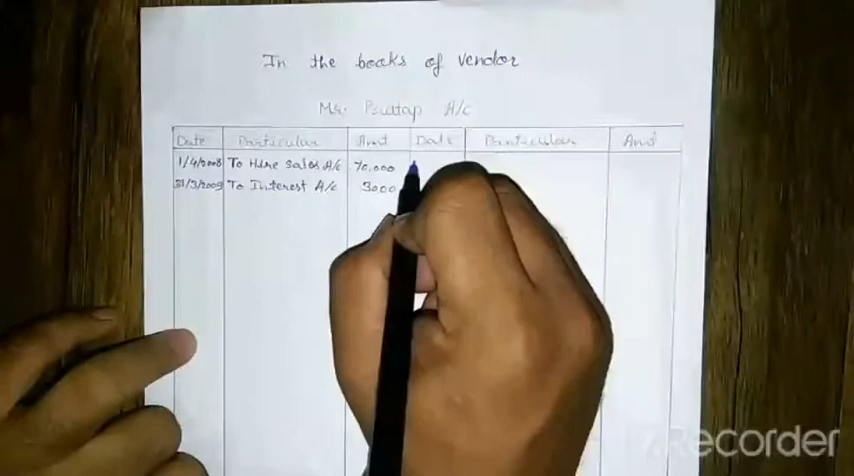 In the books of vendor
Mr. Pratap A/c
Date Particular Amt Date Particular Amt
1/4/2008 To Hire Sales A/c 70,000
31/3/2009 To Interest A/c 3000
XRecorder